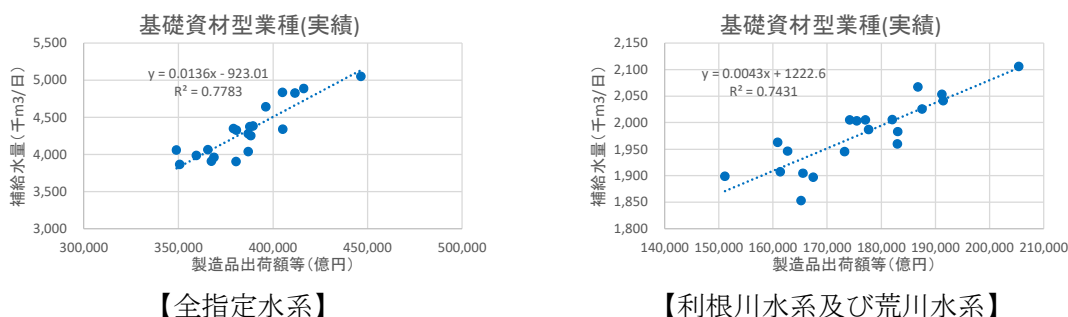 基礎資材型業種(実績)
5,500
5,000
4,500
4,000
3,500
3,000
補給水量(千m3/日)
y = 0.0136x - 923.01
R² = 0.7783
300,000 350,000 400,000 450,000 500,000
製造品出荷額等(億円)
【全指定水系】
基礎資材型業種(実績)
2,150
2,100
2,050
2,000
1,950
1,900
1,850
1,800
補給水量(千m3/日)
y = 0.0043x + 1222.6
R² = 0.7431
140,000 150,000 160,000 170,000 180,000 190,000 200,000 210,000
製造品出荷額等(億円)
【利根川水系及び荒川水系】